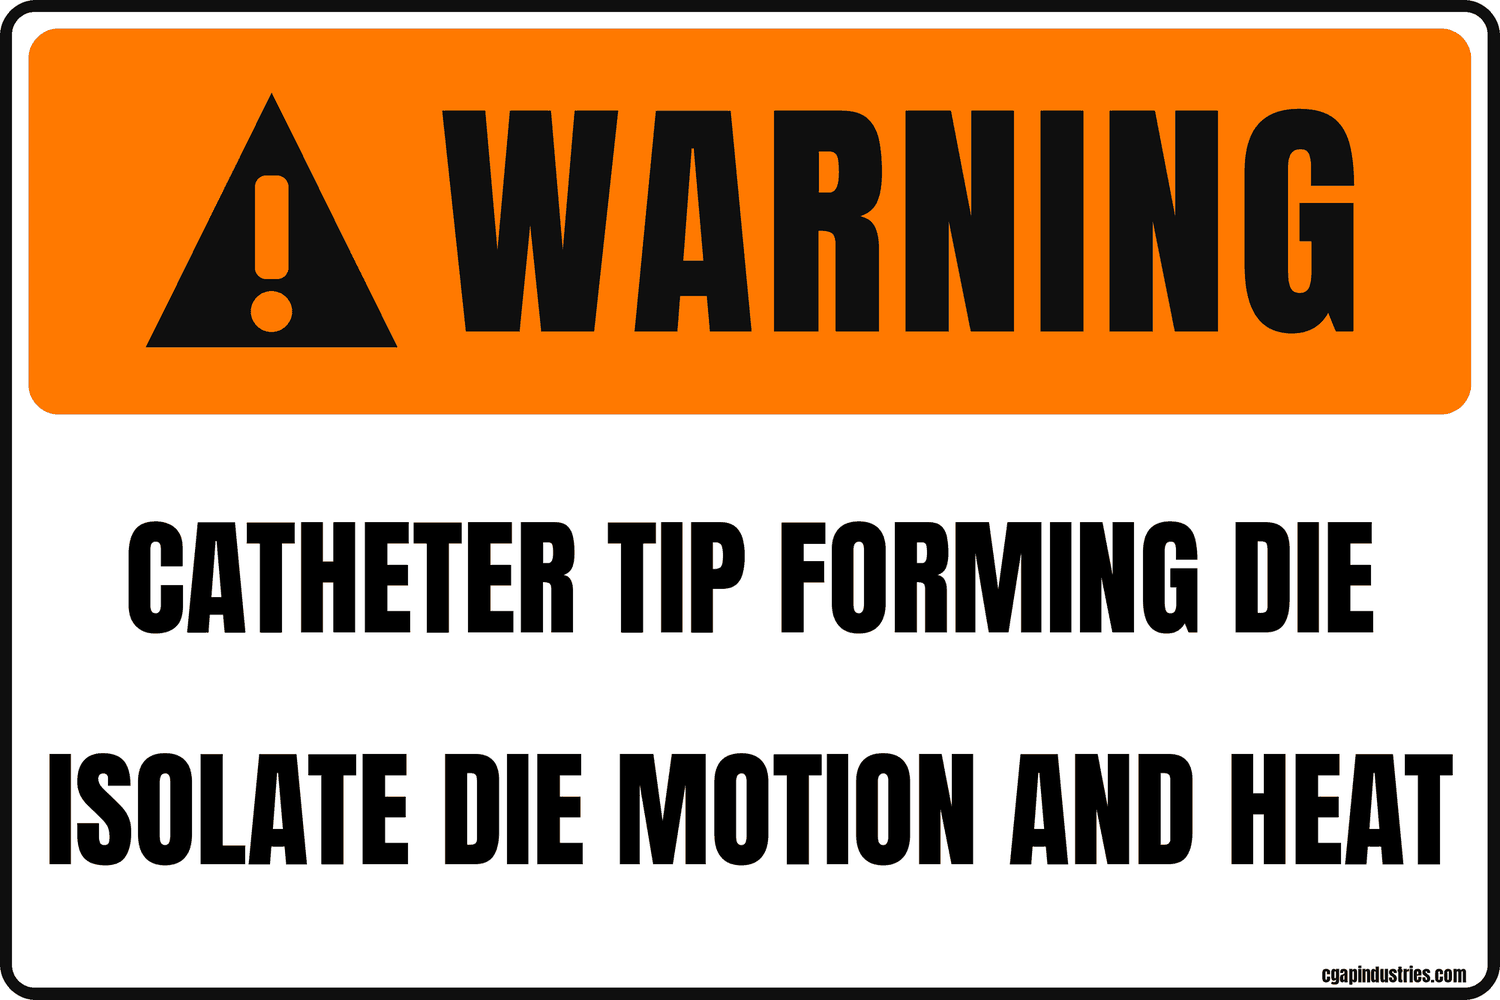 WARNING
CATHETER TIP FORMING DIE
ISOLATE DIE MOTION AND HEAT
cgapindustries.com